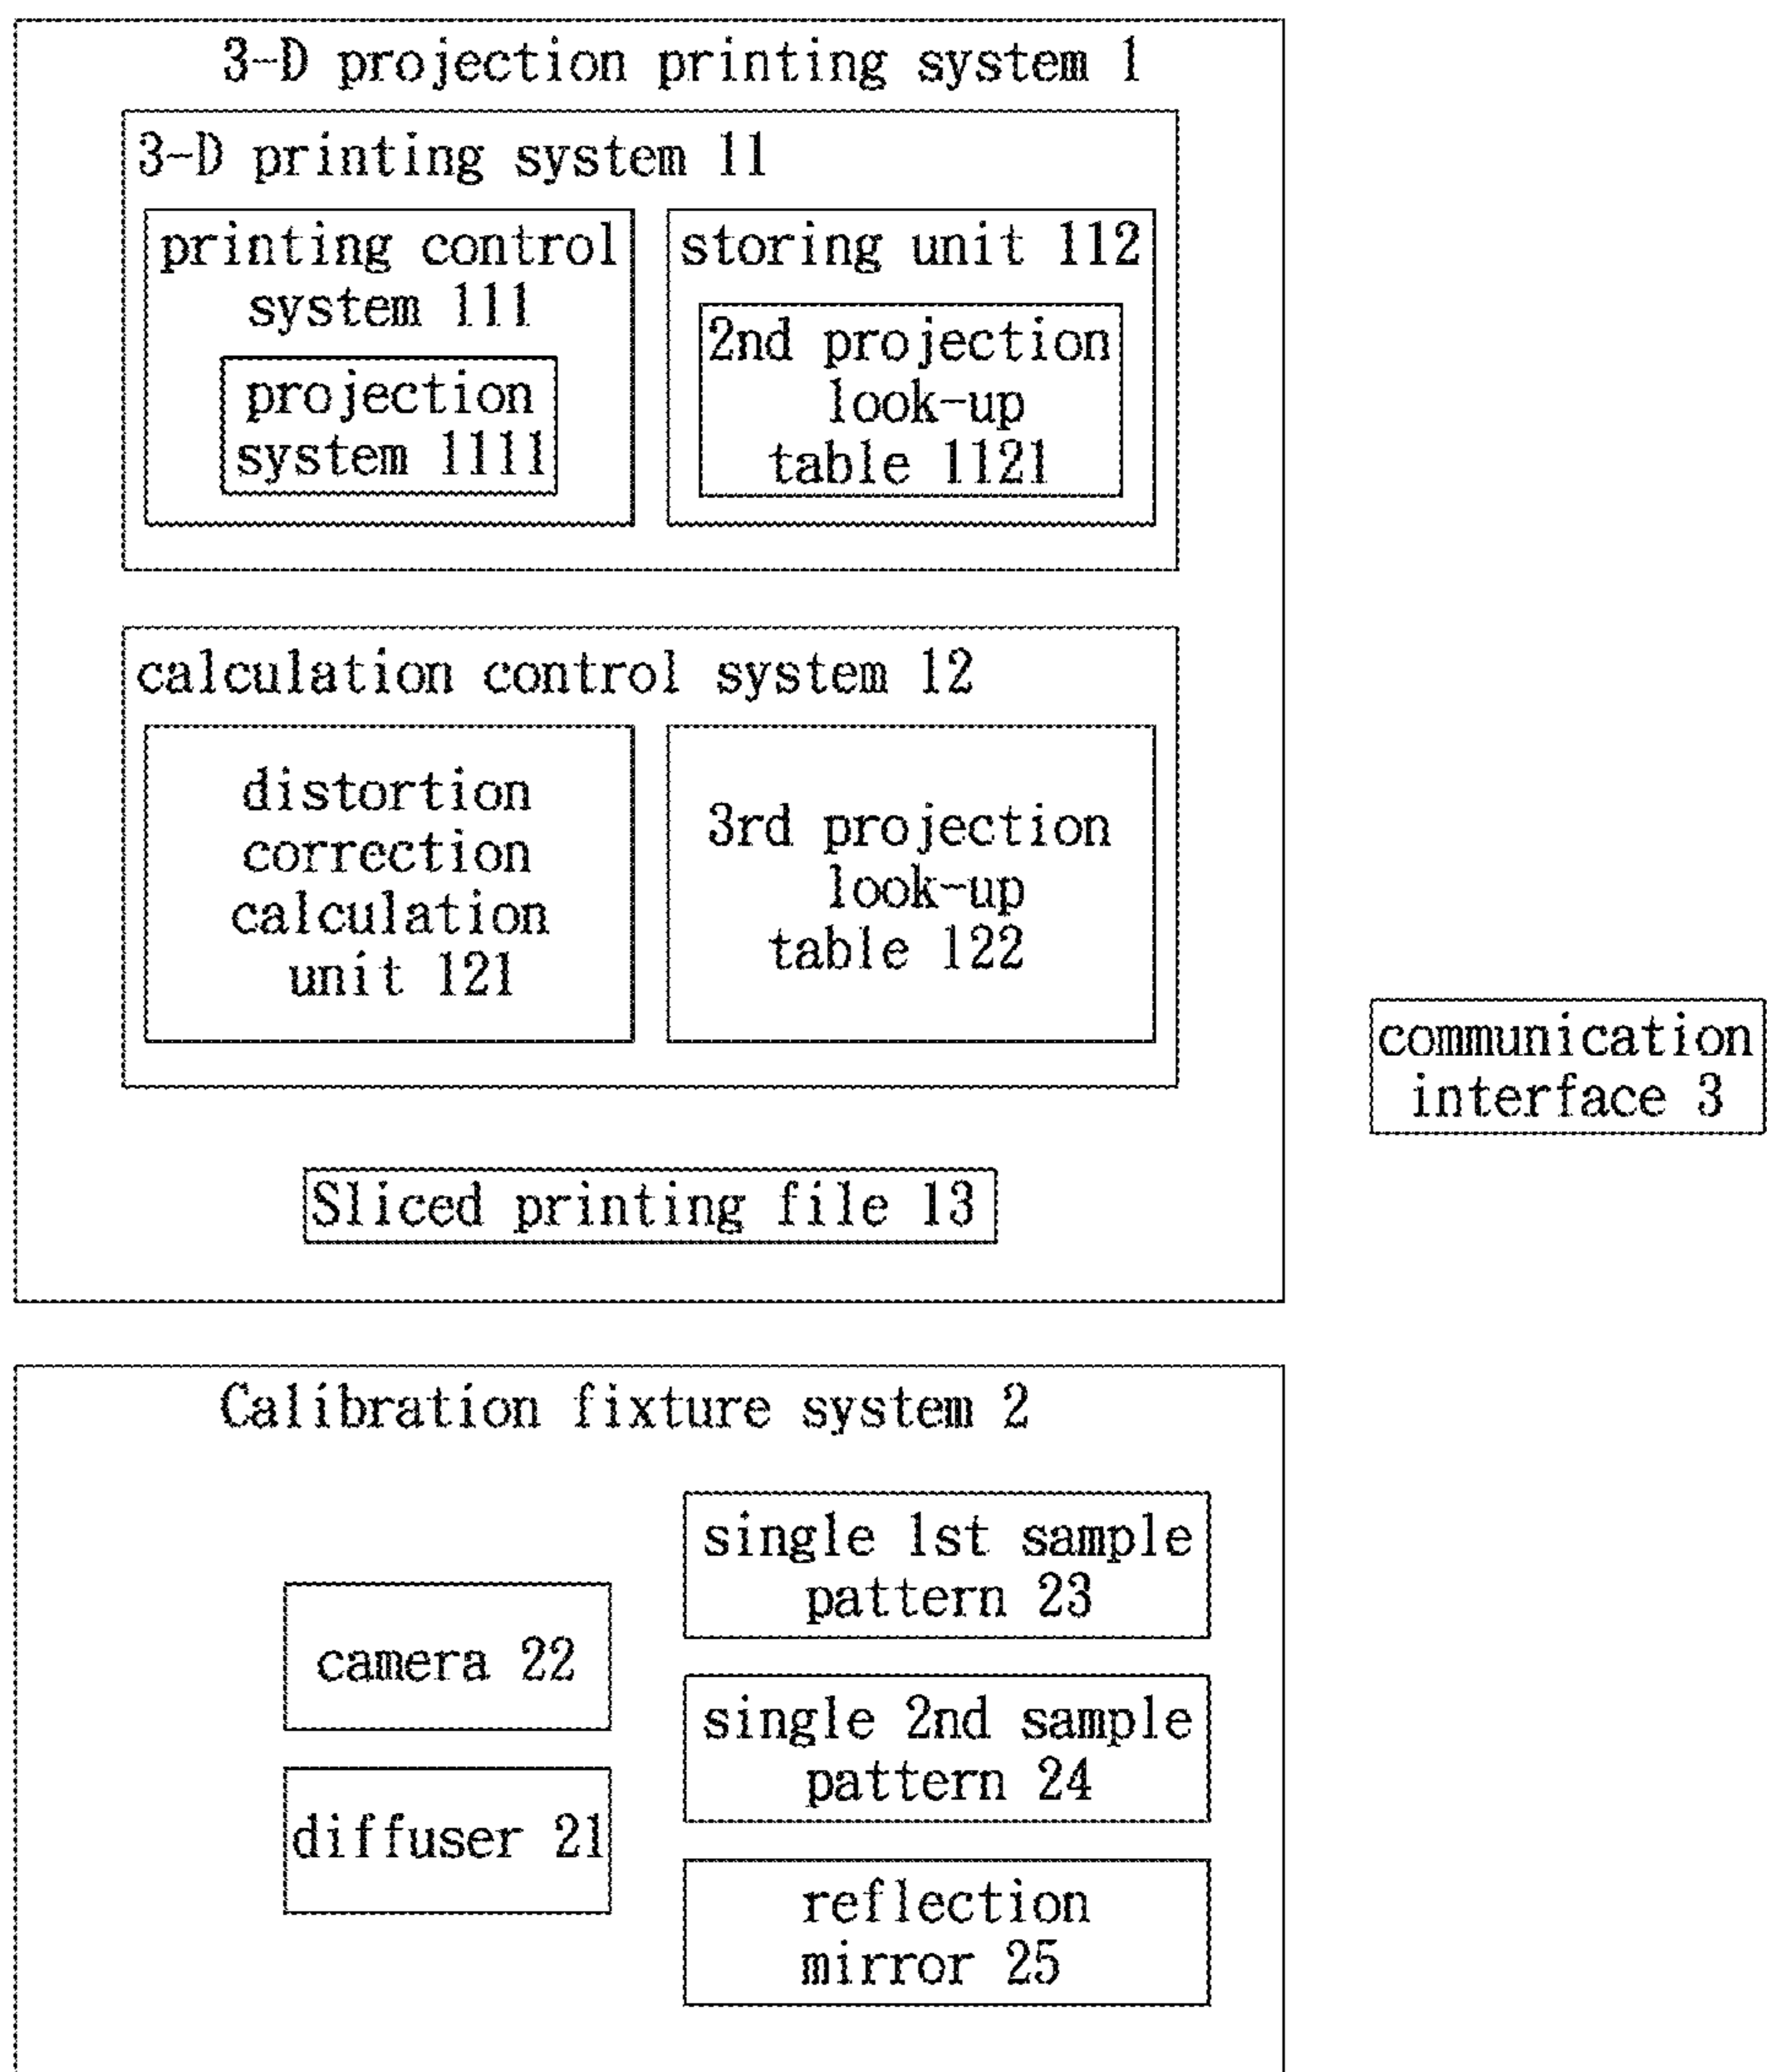 3-D projection printing system 1
3-D printing system 11
printing control
system 111
projection
system 1111
storing unit 112
2nd projection
look-up
table 1121
calculation control system 12
distortion
correction
calculation
unit 121
3rd projection
look-up
table 122
communication
interface 3
Sliced printing file 13
Calibration fixture system 2
camera 22
diffuser 21
single 1st sample
pattern 23
single 2nd sample
pattern 24
reflection
mirror 25